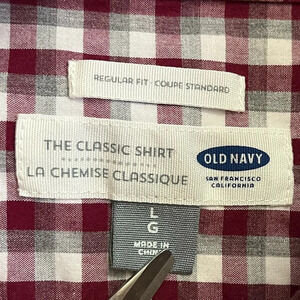 REGULAR FIT · COUPE STANDARD
THE CLASSIC SHIRT
LA CHEMISE CLASSIQUE
OLD NAVY
SAN FRANCISCO
CALIFORNIA
L
G
MADE IN
CHINA